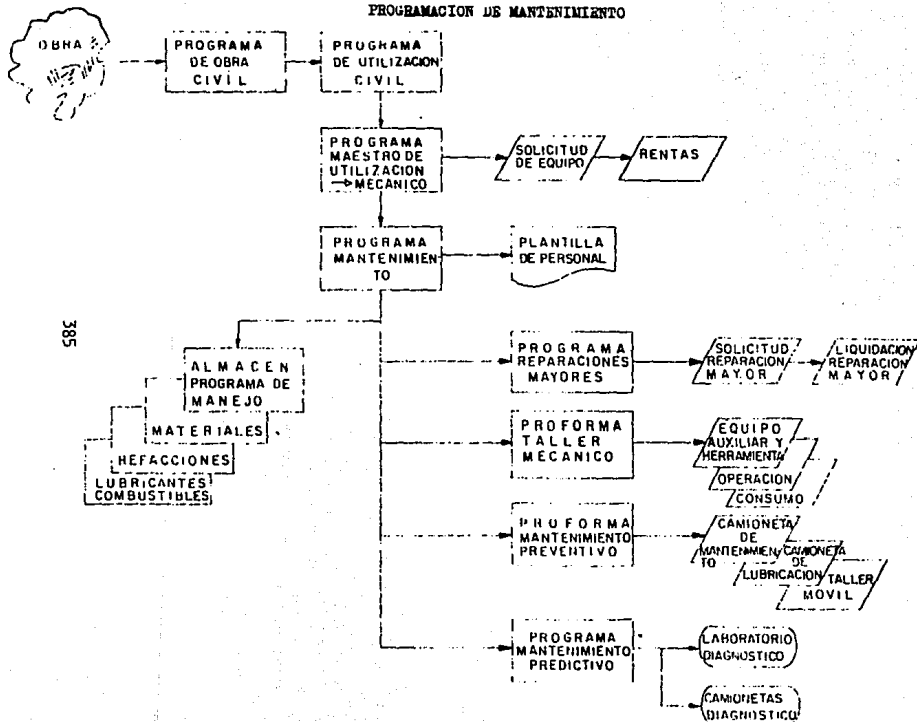 PROGRAMACION DE MANTENIMIENTO
OBRA
PROGRAMA
DE OBRA
CIVIL
PROGRAMA
DE UTILIZACION
CIVIL
PROGRAMA
MAESTRO DE
UTILIZACION
→MECANICO
SOLICITUD
DE EQUIPO
RENTAS
PROGRAMA
MANTENIMIEN
TO
PLANTILLA
DE PERSONAL
385
ALMACEN
PROGRAMA DE
MANEJO
MATERIALES
REFACCIONES
LUBRICANTES
COMBUSTIBLES
PROGRAMA
REPARACIONES
MAYORES
SOLICITUD
REPARACION
MAYOR
LIQUIDACION
REPARACION
MAYOR
PROFORMA
TALLER
MECANICO
EQUIPO
AUXILIAR Y
HERRAMIENTA
OPERACION
CONSUMO
PROFORMA
MANTENIMIENTO
PREVENTIVO
CAMIONETA
DE
MANTENIMIEN
TO
CAMIONETA
DE
LUBRICACION
TALLER
MOVIL
PROGRAMA
MANTENIMIENTO
PREDICTIVO
LABORATORIO
DIAGNOSTICO
CAMIONETAS
DIAGNOSTICO